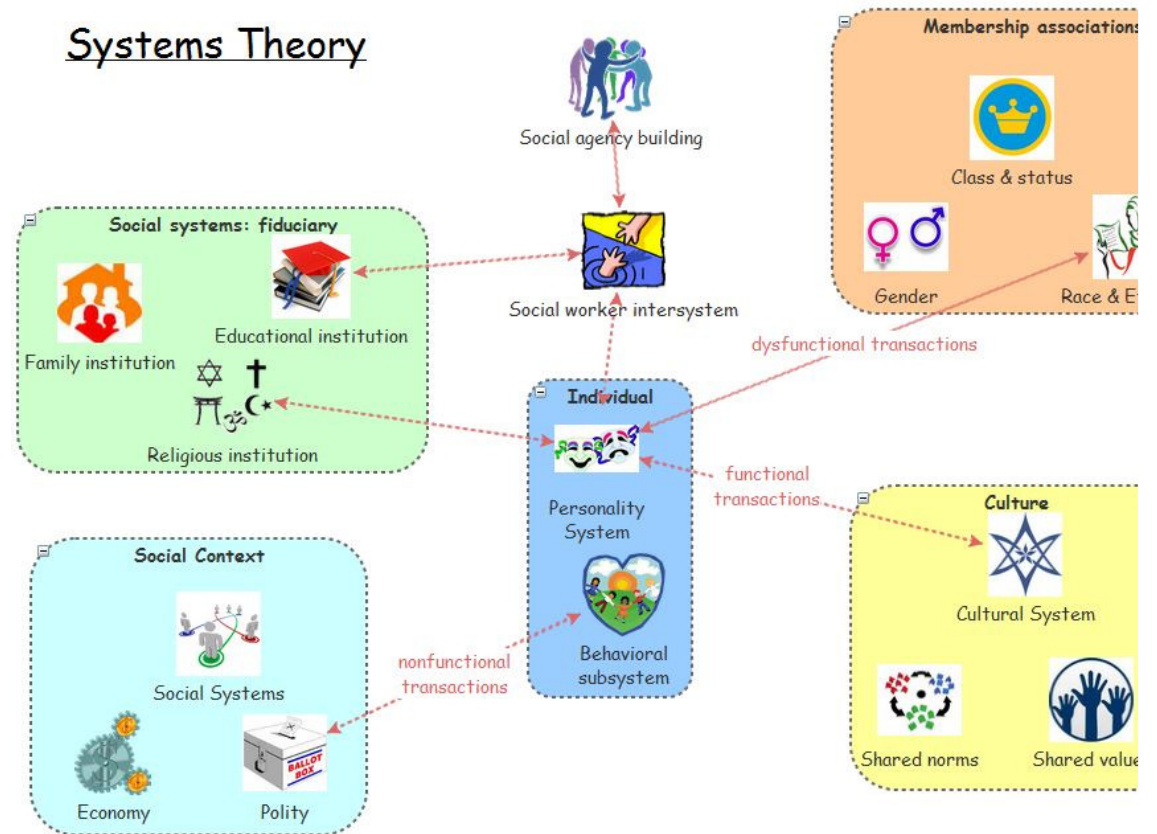 Systems Theory
Social agency building
Membership associations
Class & status
Gender
Race &
Social systems: fiduciary
Family institution
Educational institution
Religious institution
Social worker intersystem
dysfunctional transactions
Individual
Personality
System
Behavioral
subsystem
functional
transactions
Culture
Cultural System
Shared norms
Shared
Social Context
Social Systems
Economy
BALLOT
BOX
Polity
nonfunctional
transactions